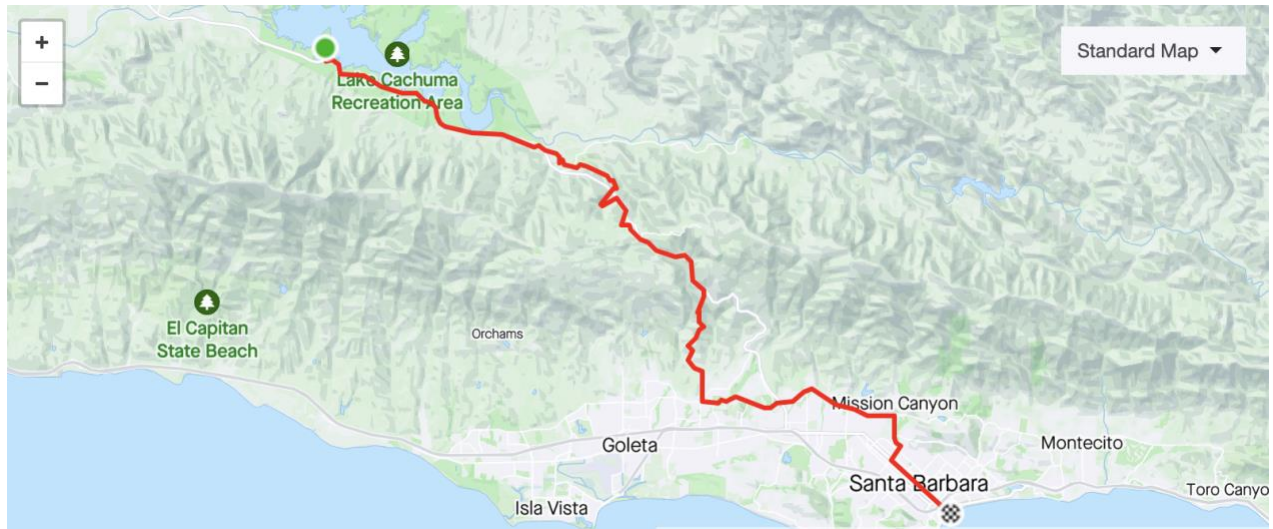 +
−
Standard Map
Lake Cachuma
Recreation Area
El Capitan
State Beach
Orchams
Mission Canyon
Goleta
Montecito
Santa Barbara
Toro Canyo
Isla Vista